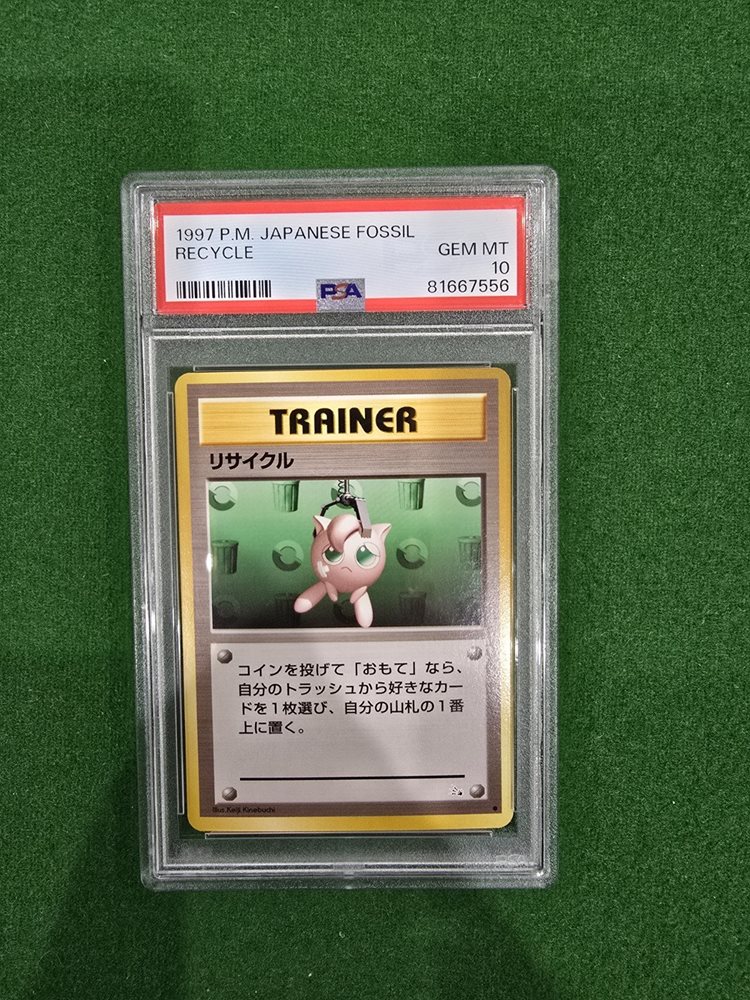 1997 P.M. JAPANESE FOSSIL
RECYCLE
GEM MT
10
81667556
PSA
TRAINER
リサイクル
コインを投げて「おもて」なら、
自分のトラッシュから好きなカー
ドを1枚選び、自分の山札の1番
上に置く。
Illus.Keiji Kinebuchi